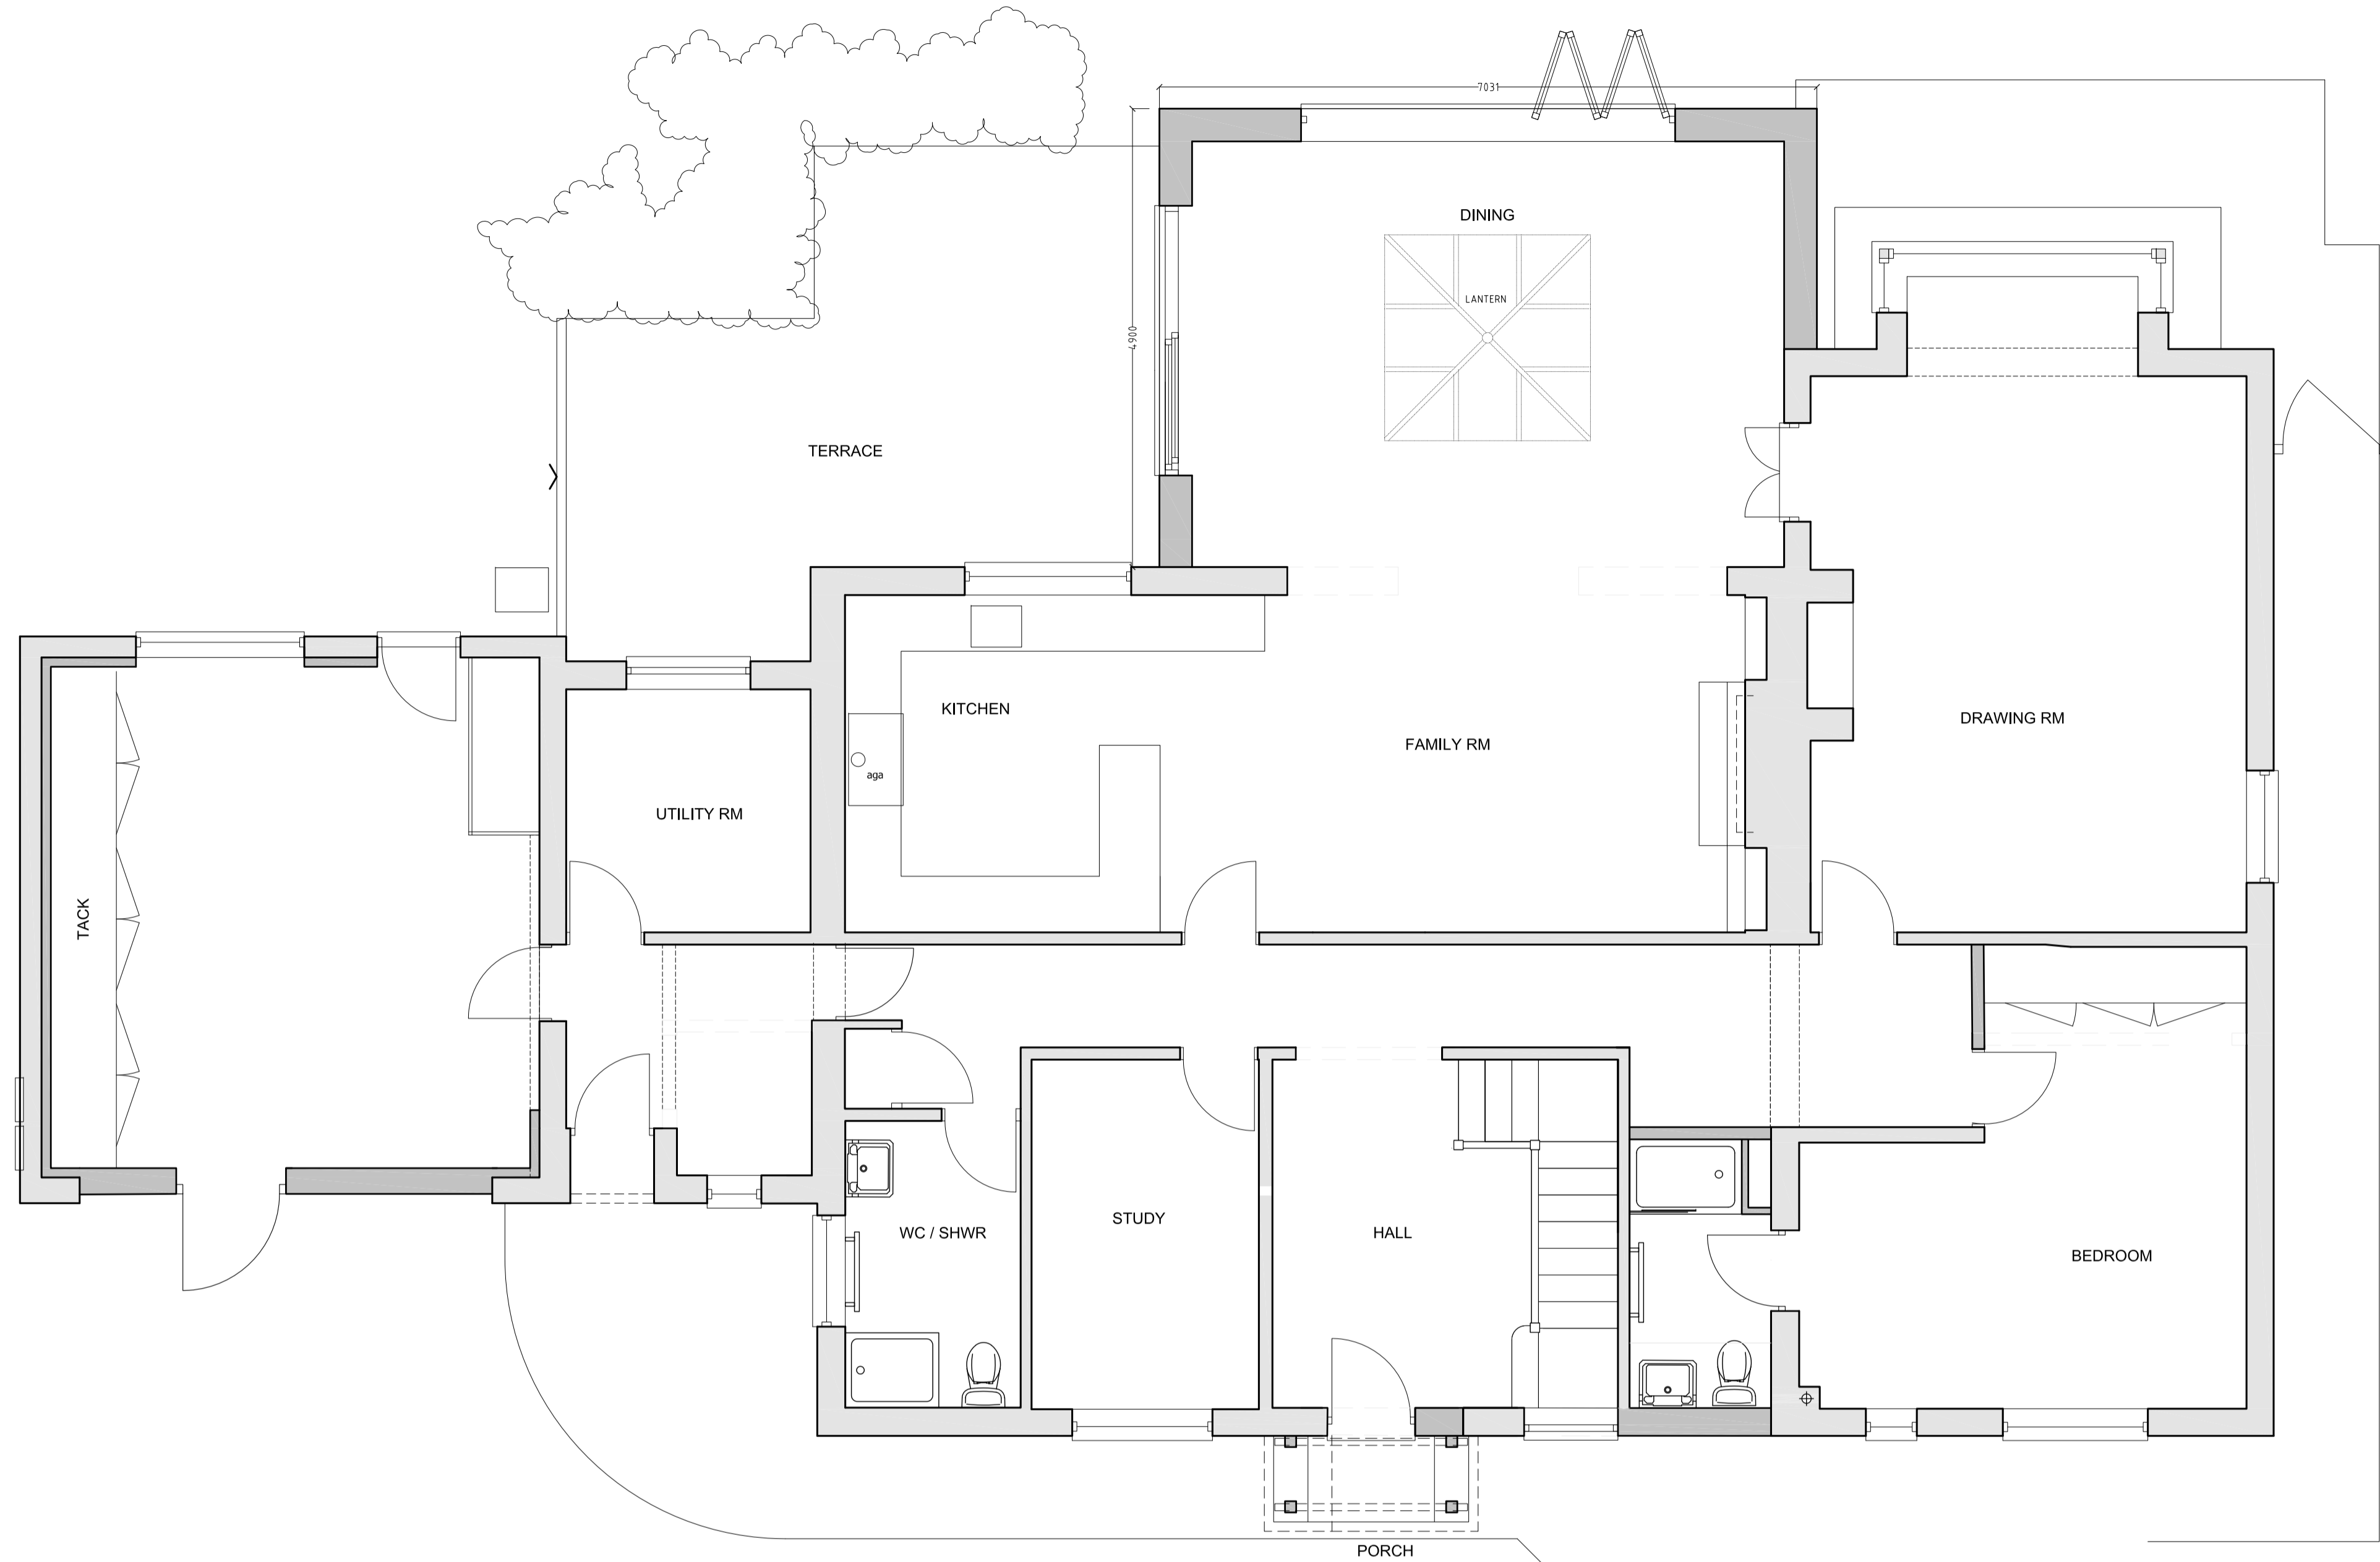 7031
DINING
LANTERN
4900
TERRACE
KITCHEN
DRAWING RM
FAMILY RM
aga
UTILITY RM
TACK
STUDY
WC / SHWR
HALL
BEDROOM
PORCH